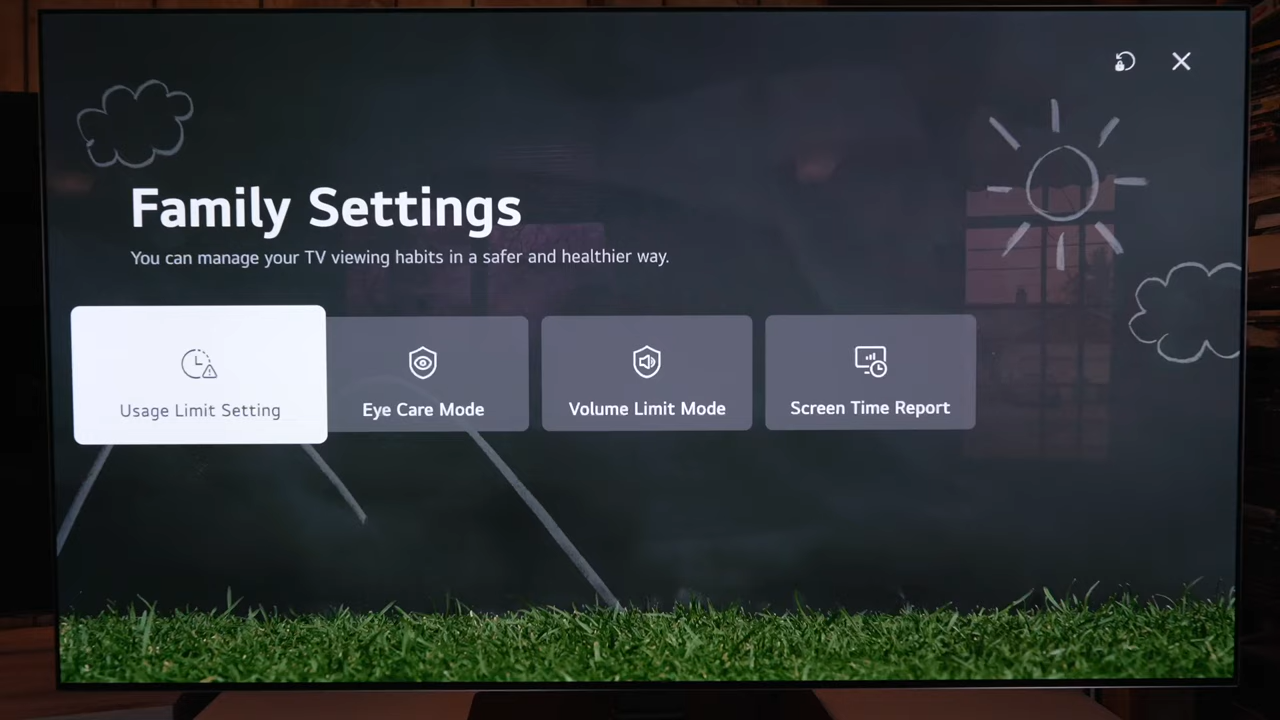 Family Settings
You can manage your TV viewing habits in a safer and healthier way.
Usage Limit Setting
Eye Care Mode
Volume Limit Mode
Screen Time Report